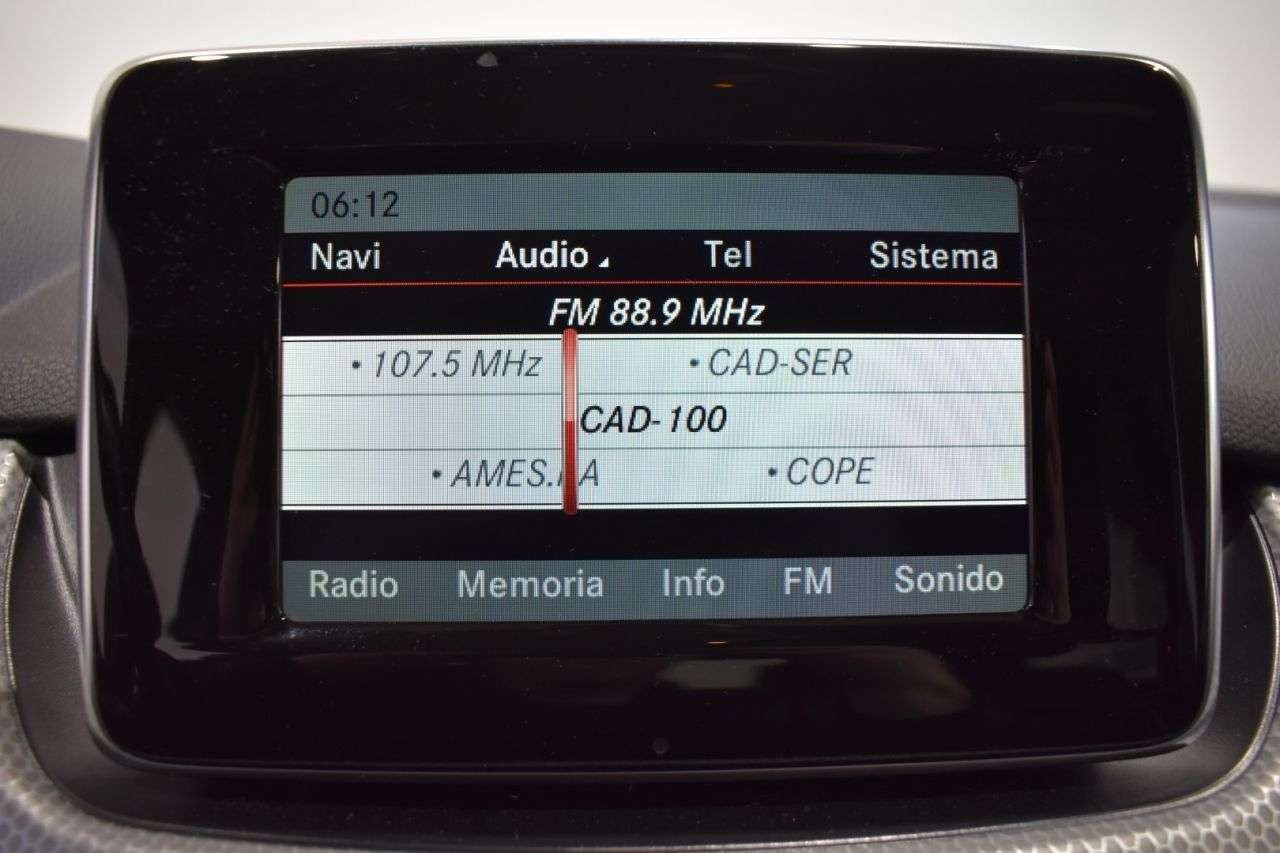 06:12
Navi Audio Tel Sistema
FM 88.9 MHz
• 107.5 MHz • CAD-SER
CAD-100
• COPE
Radio Memoria Info FM Sonido